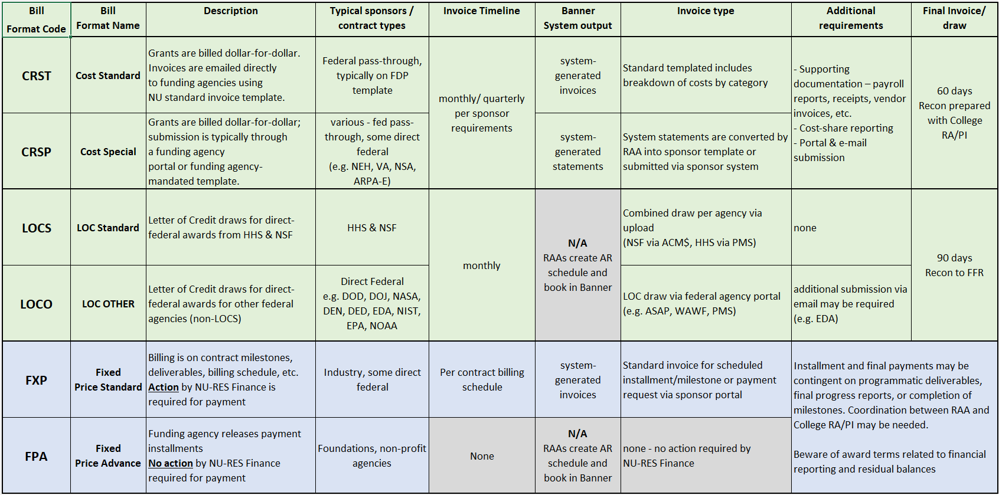 Bill
Format Code
Bill
Format Name
Description
Typical sponsors /
contract types
Invoice Timeline
Banner
System output
Invoice type
Additional
requirements
Final Invoice/
draw
CRST
Cost Standard
Grants are billed dollar-for-dollar.
Invoices are emailed directly
to funding agencies using
NU standard invoice template.
Federal pass-through,
typically on FDP
template
monthly/ quarterly
per sponsor
requirements
system-
generated
invoices
Standard templated includes
breakdown of costs by category
- Supporting
documentation – payroll
reports, receipts, vendor
invoices, etc.
- Cost-share reporting
- Portal & e-mail
submission
60 days
Recon prepared
with College
RA/PI
CRSP
Cost Special
Grants are billed dollar-for-dollar;
submission is typically through
a funding agency
portal or funding agency-
mandated template.
various - fed pass-
through, some direct
federal
(e.g. NEH, VA, NSA,
ARPA-E)
system-
generated
statements
System statements are converted by
RAA into sponsor template or
submitted via sponsor system
LOCS
LOC Standard
Letter of Credit draws for direct-
federal awards from HHS & NSF
HHS & NSF
monthly
N/A
RAAs create AR
schedule and
book in Banner
Combined draw per agency via
upload
(NSF via ACM$, HHS via PMS)
none
90 days
Recon to FFR
LOCO
LOC OTHER
Letter of Credit draws for direct-
federal awards for other federal
agencies (non-LOCS)
Direct Federal
e.g. DOD, DOJ, NASA,
DEN, DED, EDA, NIST,
EPA, NOAA
LOC draw via federal agency portal
(e.g. ASAP, WAWF, PMS)
additional submission via
email may be required
(e.g. EDA)
FXP
Fixed
Price Standard
Billing is on contract milestones,
deliverables, billing schedule, etc.
Action by NU-RES Finance is
required for payment
Industry, some direct
federal
Per contract billing
schedule
system-
generated
invoices
Standard invoice for scheduled
installment/milestone or payment
request via sponsor portal
Installment and final payments may be
contingent on programmatic deliverables,
final progress reports, or completion of
milestones. Coordination between RAA and
College RA/PI may be needed.
Beware of award terms related to financial
reporting and residual balances
FPA
Fixed
Price Advance
Funding agency releases payment
installments
No action by NU-RES Finance
required for payment
Foundations, non-profit
agencies
None
N/A
RAAs create AR
schedule and
book in Banner
none - no action required by
NU-RES Finance